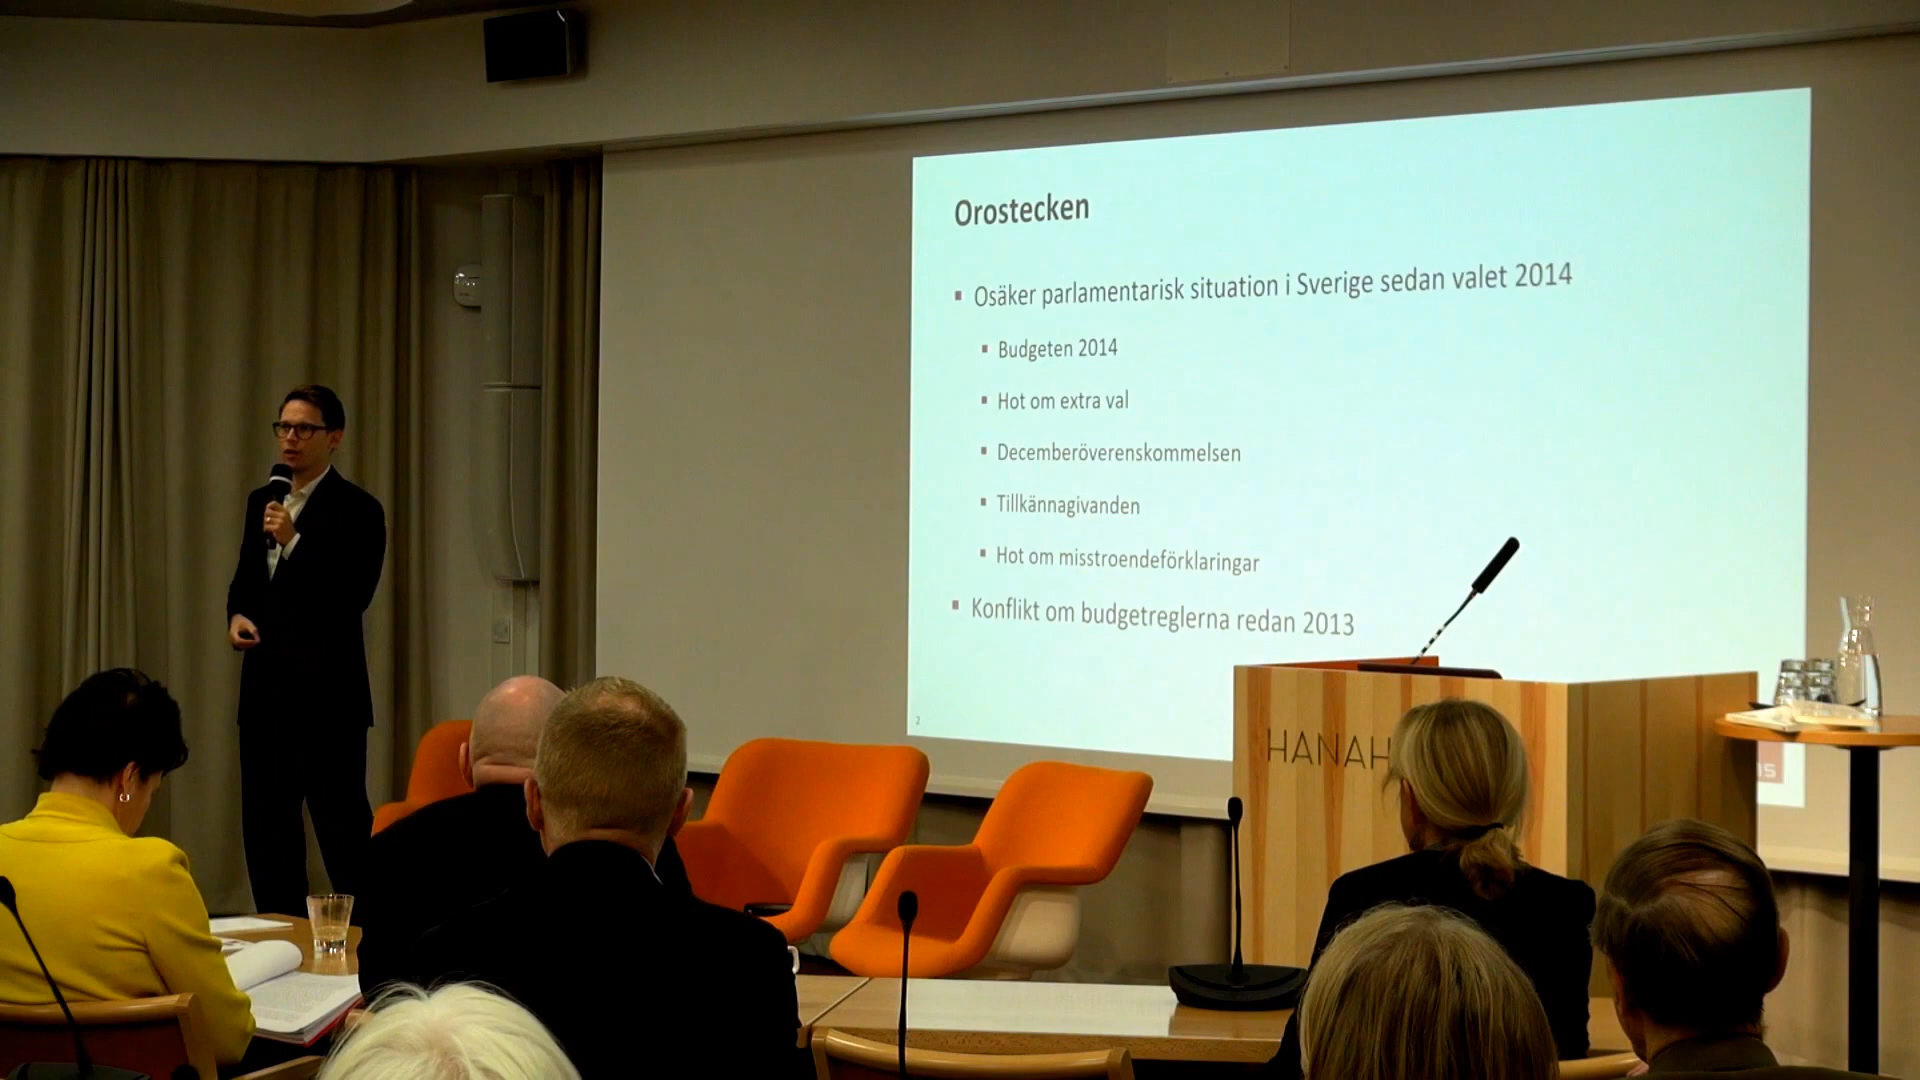 Orostecken
▪ Osäker parlamentarisk situation i Sverige sedan valet 2014
▪ Budgeten 2014
▪ Hot om extra val
▪ Decemberöverenskommelsen
▪ Tillkännagivanden
▪ Hot om misstroendeförklaringar
▪ Konflikt om budgetreglerna redan 2013
2
HANAH